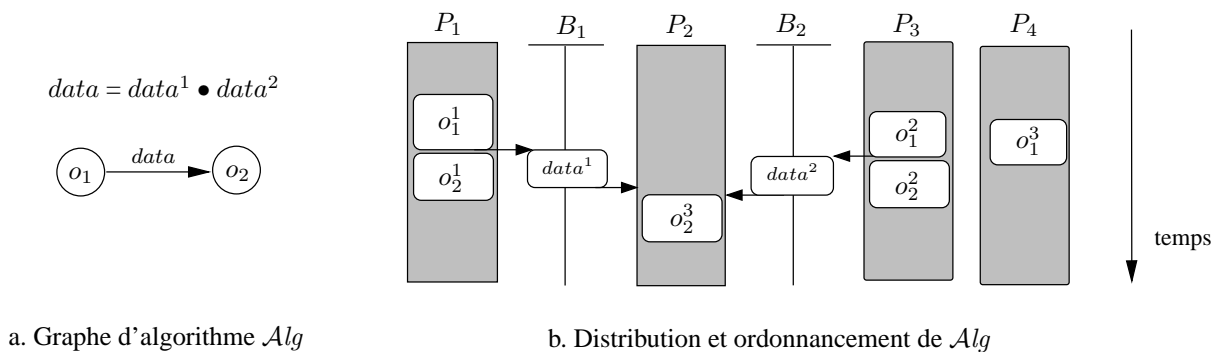 P₁ B₁ P₂ B₂ P₃ P₄
data = data¹ • data²
o₁ data o₂
o₁¹ o₁² o₁³
data¹ data²
o₂¹ o₂²
o₂³
temps
a. Graphe d'algorithme Alg
b. Distribution et ordonnancement de Alg